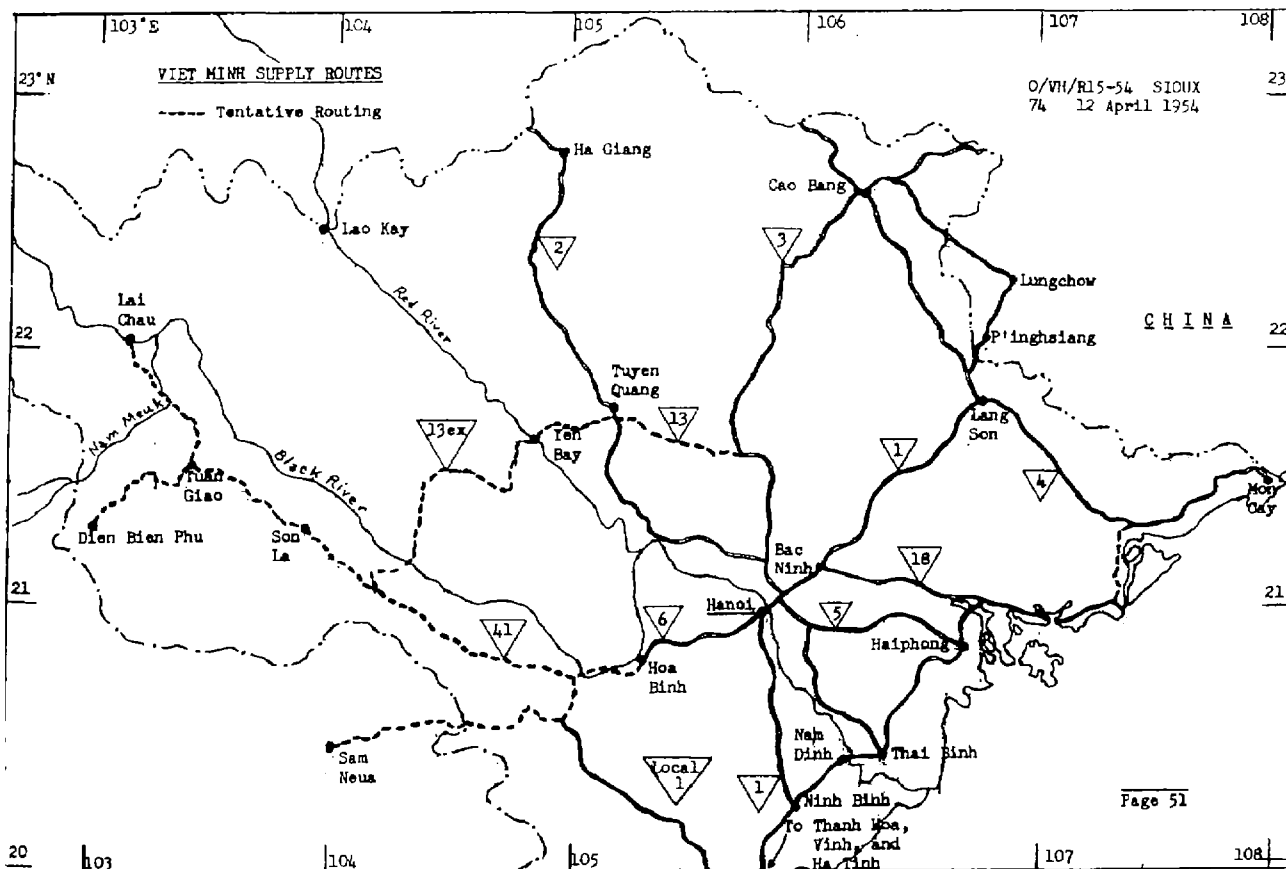 103°E 104 105 106 107 108
VIET MINH SUPPLY ROUTES
23°N
23
O/VH/R15-54 SIOUX
Tentative Routing
74 12 April 1954
Ha Giang
Cao Bang
Lao Kay
2
3
Lungchow
Lai
Chau
Red River
CHINA
22
P'inghsiang
22
Tuyen
Quang
Nam Meuk
13ex
13
Lang
Son
Yen
Bay
1
4
Tuan
Giao
Black River
Mon
Cay
Dien Bien Phu
Son
La
Bac
Ninh
18
21
21
Hanoi
41
6
5
Haiphong
Hoa
Binh
Nam
Dinh
Thai Binh
Sam
Neua
Local
1
1
Ninh Binh
Page 51
To Thanh Hoa,
Vinh, and
Ha Tinh
20 103 104 105 107 108